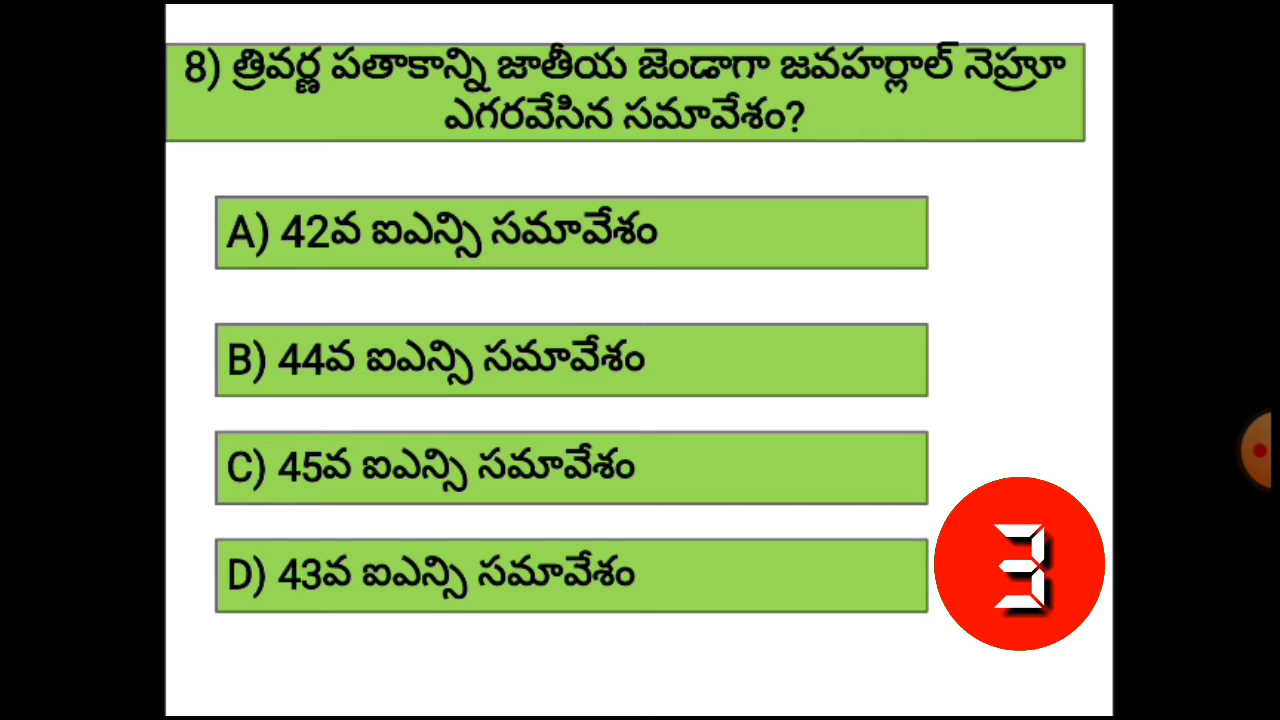 8) త్రివర్ణ పతాకాన్ని జాతీయ జెండాగా జవహర్లాల్ నెహ్రూ
ఎగరవేసిన సమావేశం?
A) 42వ ఐఎన్సి సమావేశం
B) 44వ ఐఎన్సి సమావేశం
C) 45వ ఐఎన్సి సమావేశం
D) 43వ ఐఎన్సి సమావేశం
3